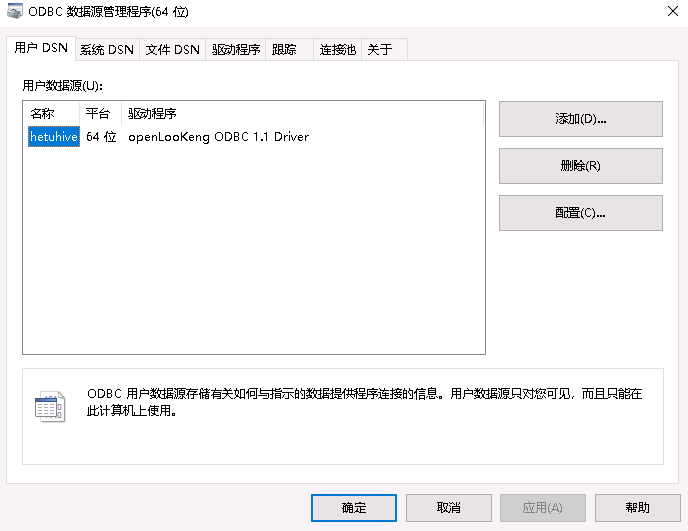 ODBC 数据源管理程序(64 位)
用户 DSN 系统 DSN 文件 DSN 驱动程序 跟踪 连接池 关于
用户数据源(U):
名称 平台 驱动程序
hetuhive 64 位 openLooKeng ODBC 1.1 Driver
添加(D)...
删除(R)
配置(C)...
ODBC 用户数据源存储有关如何与指示的数据提供程序连接的信息。用户数据源只对您可见，而且只能在
此计算机上使用。
确定 取消 应用(A) 帮助